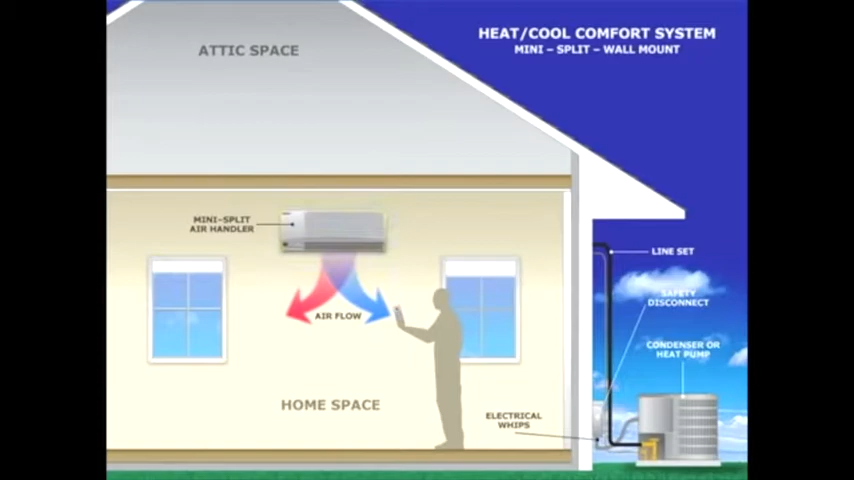 HEAT/COOL COMFORT SYSTEM
MINI – SPLIT – WALL MOUNT
ATTIC SPACE
MINI-SPLIT
AIR HANDLER
LINE SET
SAFETY
DISCONNECT
AIR FLOW
CONDENSER OR
HEAT PUMP
HOME SPACE
ELECTRICAL
WHIPS